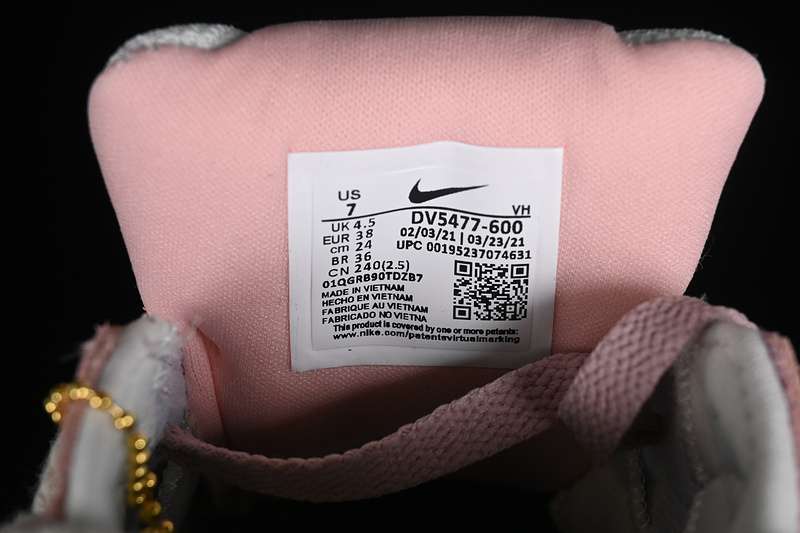 US
7
VH
UK 4.5
EUR 38
cm 24
BR 36
CN 240(2.5)
DV5477-600
02/03/21 | 03/23/21
UPC 00195237074631
01QGRB90TDZB7
MADE IN VIETNAM
HECHO EN VIETNAM
FABRIQUE AU VIETNAM
FABRICADO NO VIETNA
This product is covered by one or more patents:
www.nike.com/patentsvirtualmarking